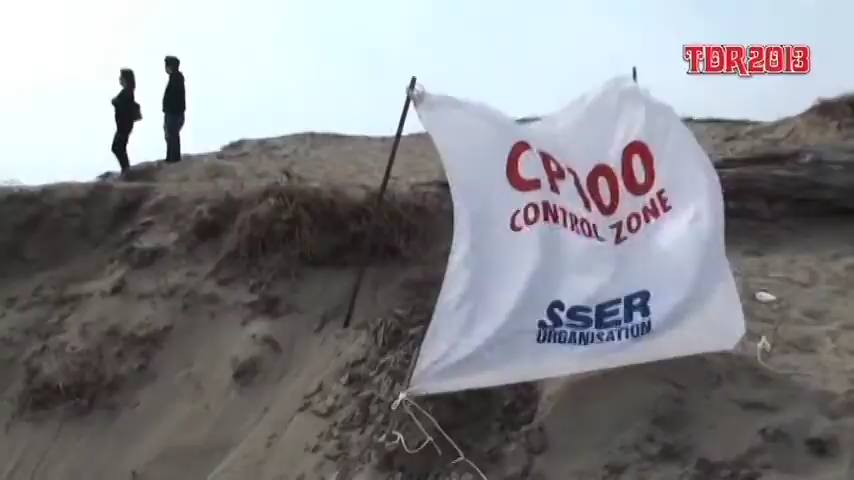 TDR2013
CP100
CONTROL ZONE
SSER
ORGANISATION